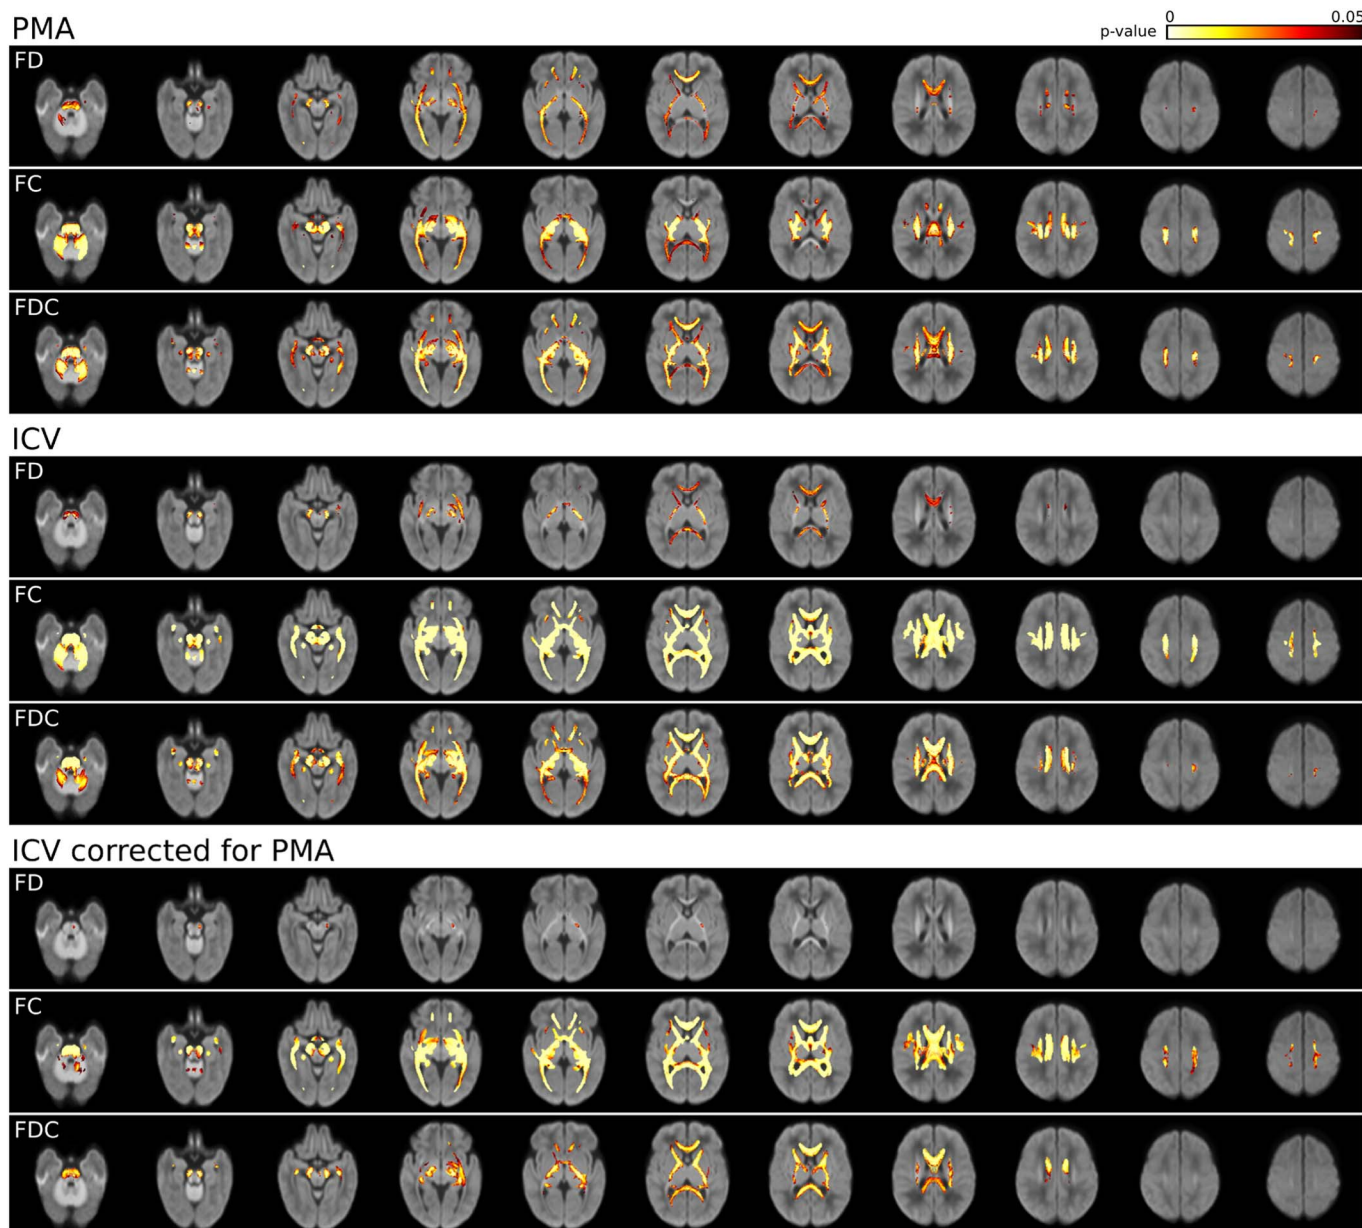 PMA
0 0.05
p-value
FD
FC
FDC
ICV
FD
FC
FDC
ICV corrected for PMA
FD
FC
FDC